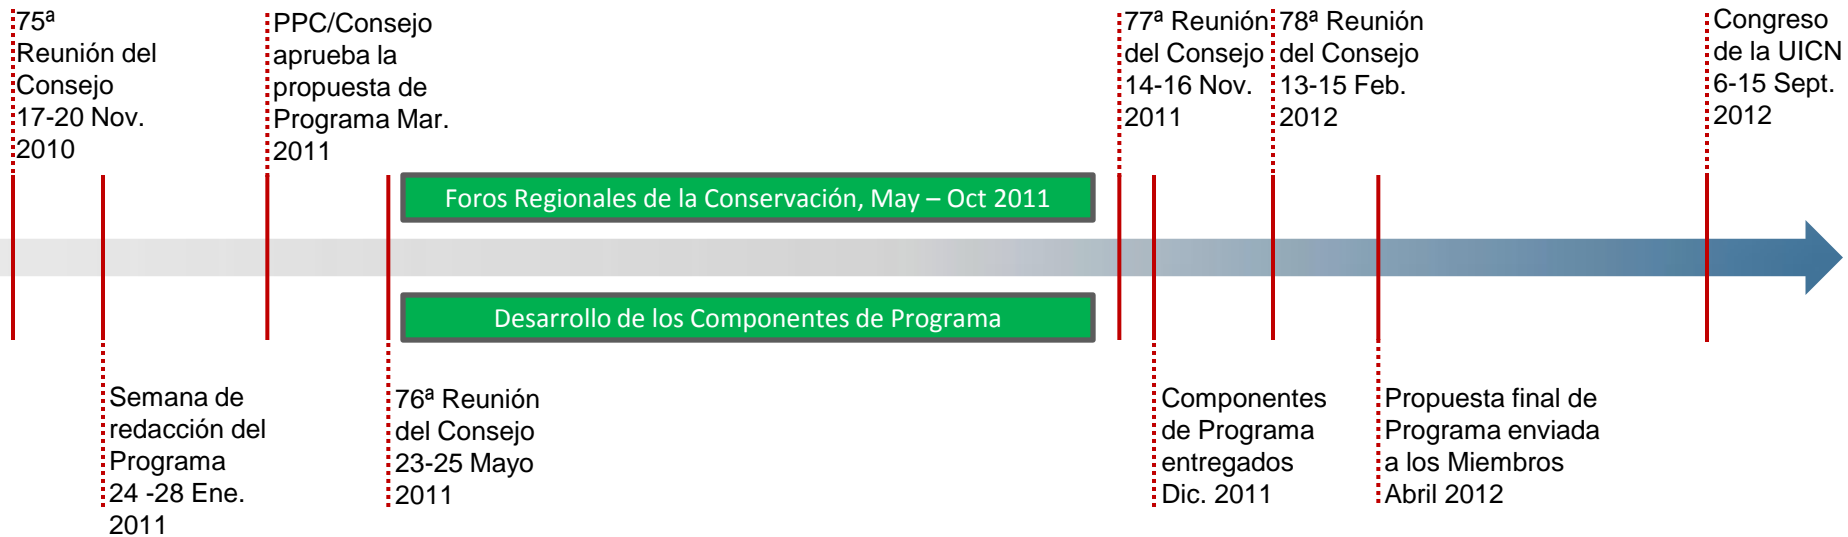 75ª
Reunión del
Consejo
17-20 Nov.
2010
PPC/Consejo
aprueba la
propuesta de
Programa Mar.
2011
77ª Reunión
del Consejo
14-16 Nov.
2011
78ª Reunión
del Consejo
13-15 Feb.
2012
Congreso
de la UICN
6-15 Sept.
2012
Foros Regionales de la Conservación, May – Oct 2011
Desarrollo de los Componentes de Programa
Semana de
redacción del
Programa
24 -28 Ene.
2011
76ª Reunión
del Consejo
23-25 Mayo
2011
Componentes
de Programa
entregados
Dic. 2011
Propuesta final de
Programa enviada
a los Miembros
Abril 2012